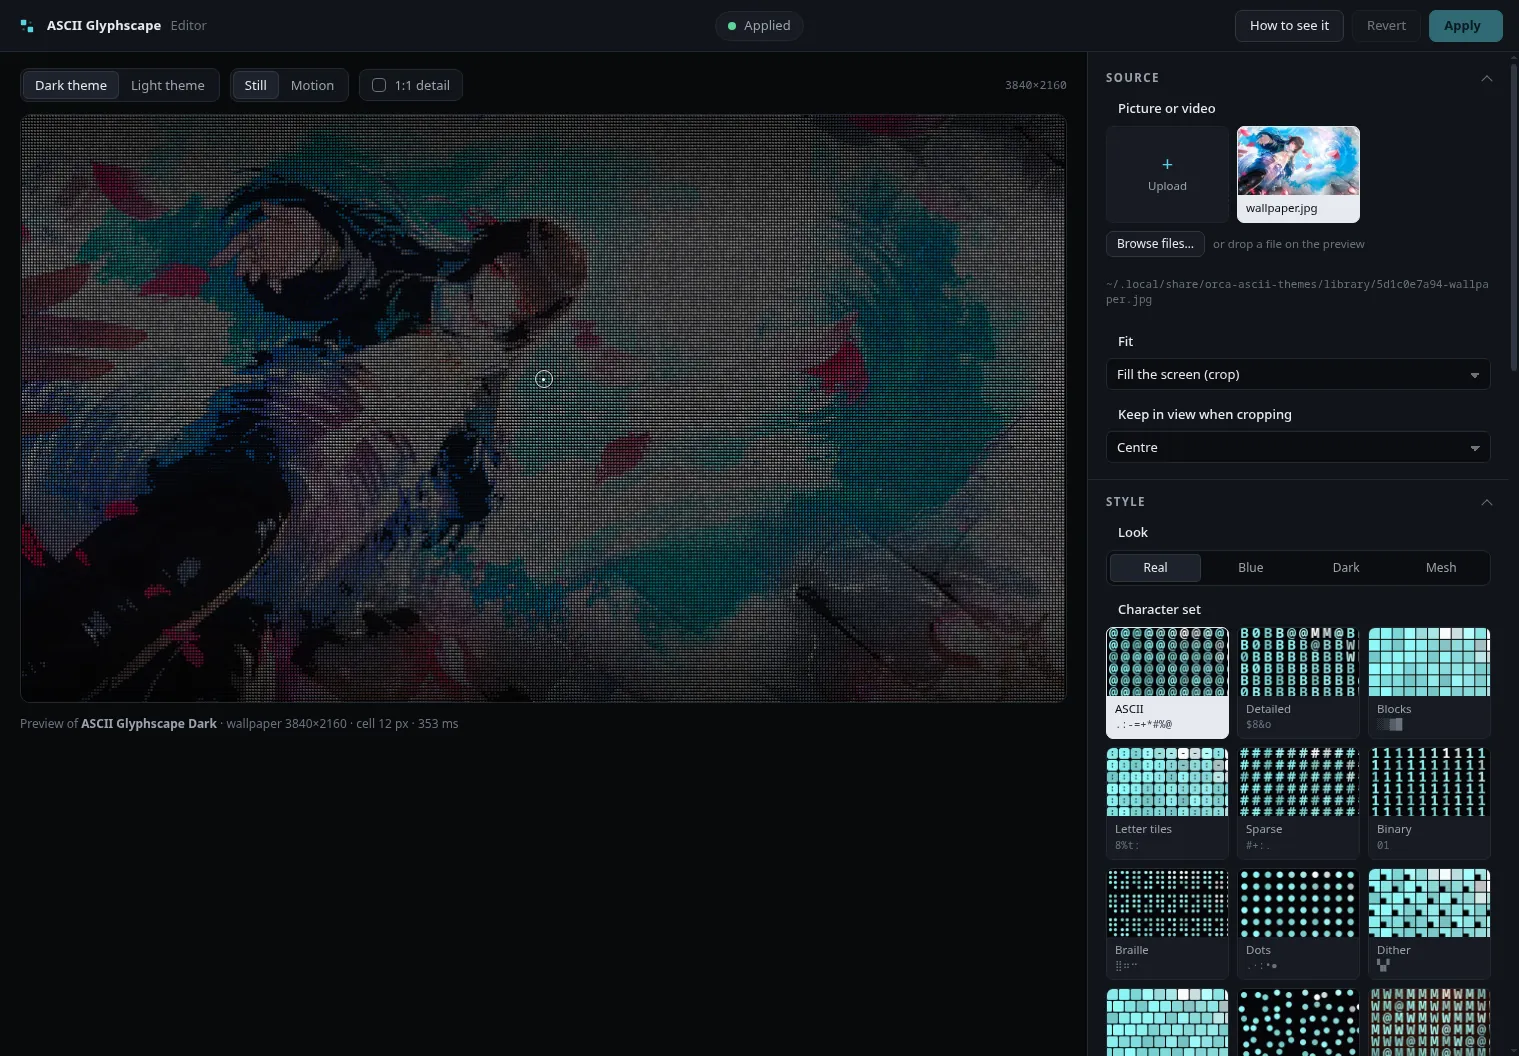 ASCII Glyphscape Editor
Applied
How to see it
Revert
Apply
Dark theme
Light theme
Still
Motion
1:1 detail
3840×2160
Preview of ASCII Glyphscape Dark · wallpaper 3840×2160 · cell 12 px · 353 ms
SOURCE
Picture or video
+
Upload
wallpaper.jpg
Browse files...
or drop a file on the preview
~/.local/share/orca-ascii-themes/library/5d1c0e7a94-wallpa
per.jpg
Fit
Fill the screen (crop)
Keep in view when cropping
Centre
STYLE
Look
Real
Blue
Dark
Mesh
Character set
ASCII
.:-=+*#%@
Detailed
$8&o
Blocks
░▒▓█
Letter tiles
8%t:
Sparse
#+:.
Binary
01
Braille
Dots
Dither